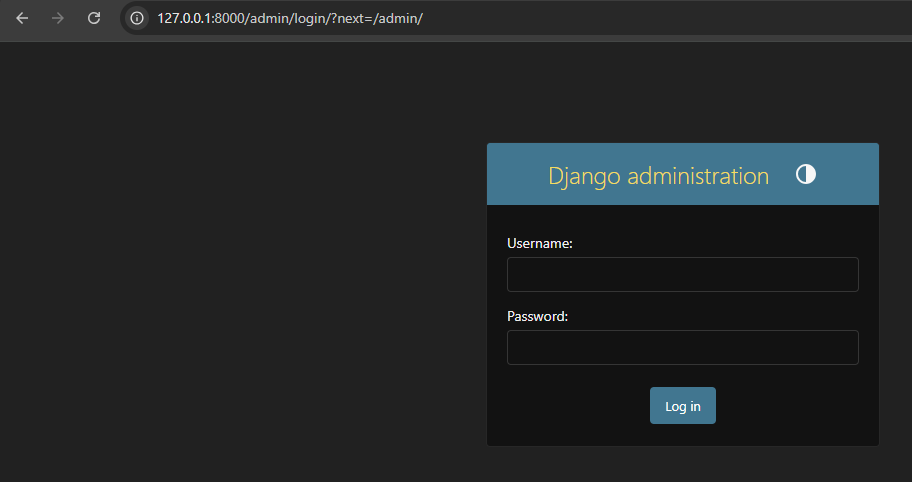 127.0.0.1:8000/admin/login/?next=/admin/
Django administration
Username:
Password:
Log in